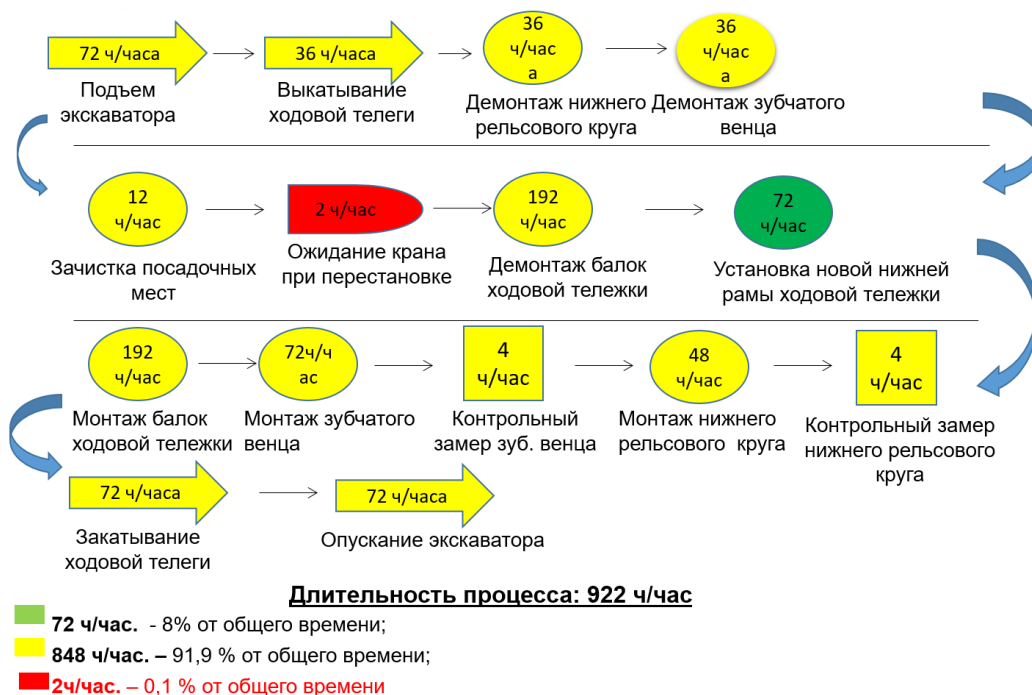 72 ч/часа
36 ч/часа
36
ч/час
а
36
ч/час
а
Подъем
экскаватора
Выкатывание
ходовой телеги
Демонтаж нижнего
рельсового круга
Демонтаж зубчатого
венца
12
ч/час
2 ч/час
192
ч/час
72
ч/час
Зачистка посадочных
мест
Ожидание крана
при перестановке
Демонтаж балок
ходовой тележки
Установка новой нижней
рамы ходовой тележки
192
ч/час
72ч/ч
ас
4
ч/час
48
ч/час
4
ч/час
Монтаж балок
ходовой тележки
Монтаж зубчатого
венца
Контрольный
замер зуб. венца
Монтаж нижнего
рельсового круга
Контрольный замер
нижнего рельсового
круга
72 ч/часа
72 ч/часа
Закатывание
ходовой телеги
Опускание экскаватора
Длительность процесса: 922 ч/час
72 ч/час. - 8% от общего времени;
848 ч/час. – 91,9 % от общего времени;
2ч/час. – 0,1 % от общего времени